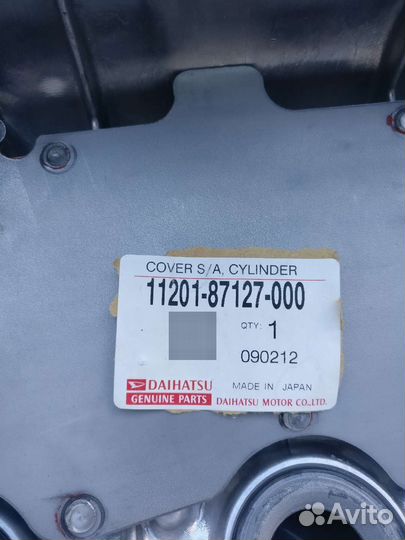 COVER S/A, CYLINDER
11201-87127-000
QTY: 1
090212
DAIHATSU
GENUINE PARTS
MADE IN JAPAN
DAIHATSU MOTOR CO.,LTD.
Avito